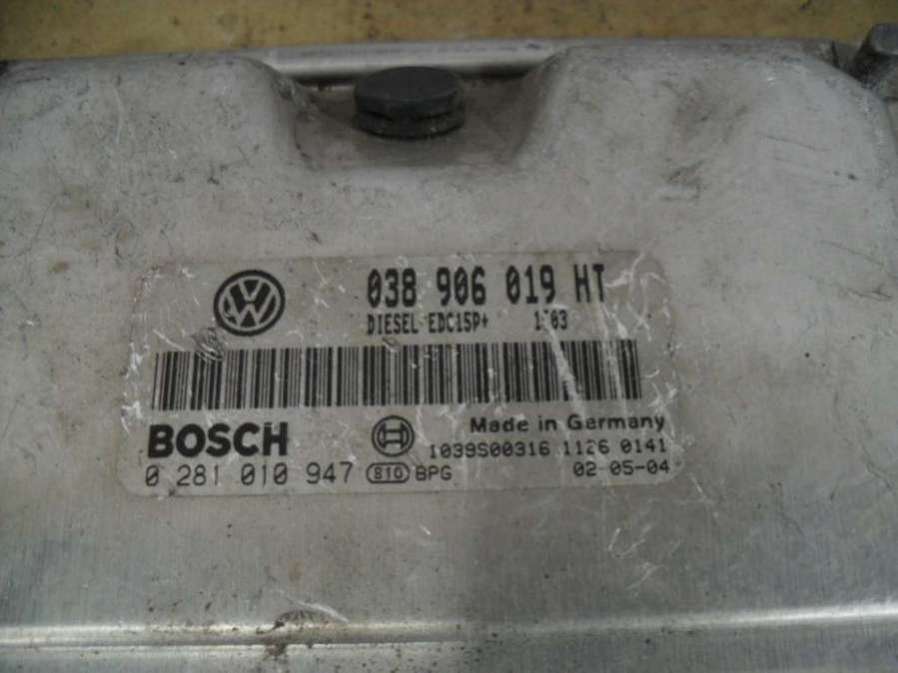 038 906 019 HT
DIESEL EDC15P+
BOSCH
Made in Germany
1039S00316 1126 0141
0 281 010 947 S10 BPG 02-05-04